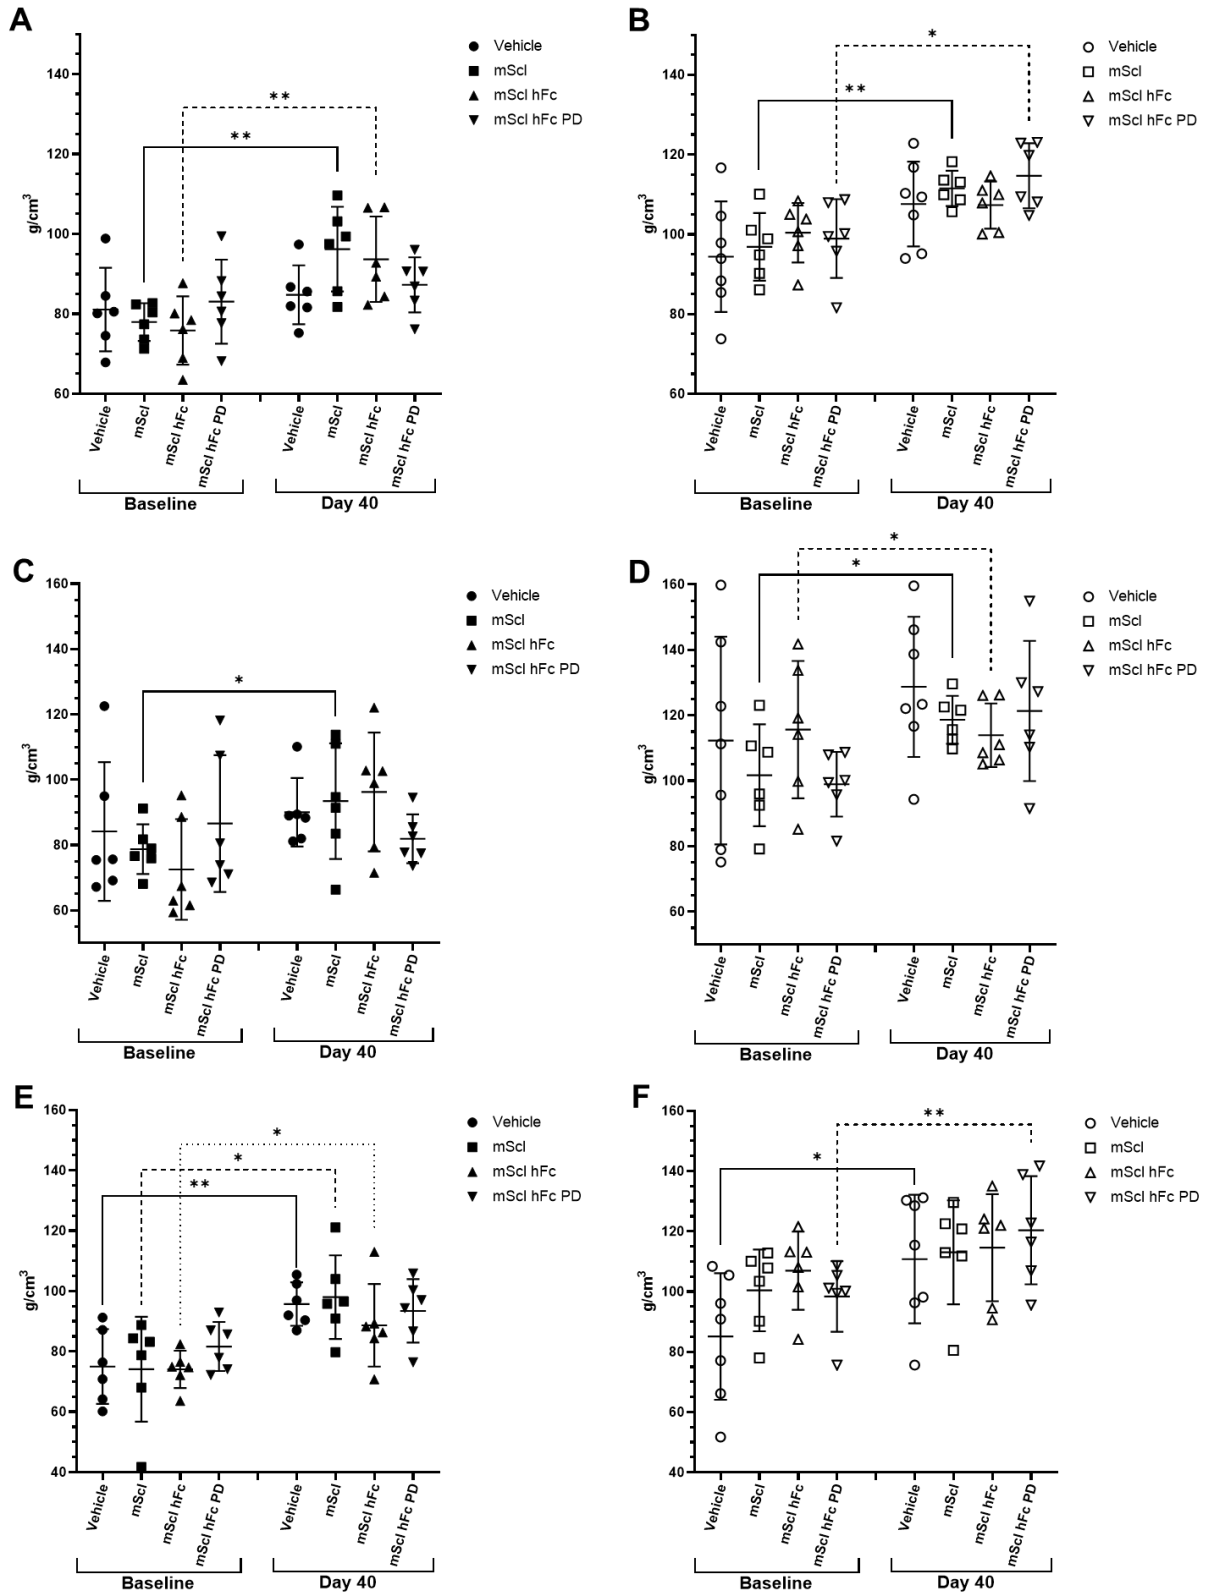 A
Vehicle
mScl
mScl hFc
mScl hFc PD
g/cm³
140
120
100
80
60
**
**
Vehicle
mScl
mScl hFc
mScl hFc PD
Vehicle
mScl
mScl hFc
mScl hFc PD
Baseline
Day 40
B
Vehicle
mScl
mScl hFc
mScl hFc PD
g/cm³
140
120
100
80
60
*
**
Vehicle
mScl
mScl hFc
mScl hFc PD
Vehicle
mScl
mScl hFc
mScl hFc PD
Baseline
Day 40
C
Vehicle
mScl
mScl hFc
mScl hFc PD
g/cm³
160
140
120
100
80
60
*
Vehicle
mScl
mScl hFc
mScl hFc PD
Vehicle
mScl
mScl hFc
mScl hFc PD
Baseline
Day 40
D
Vehicle
mScl
mScl hFc
mScl hFc PD
g/cm³
160
140
120
100
80
60
*
*
Vehicle
mScl
mScl hFc
mScl hFc PD
Vehicle
mScl
mScl hFc
mScl hFc PD
Baseline
Day 40
E
Vehicle
mScl
mScl hFc
mScl hFc PD
g/cm³
160
140
120
100
80
60
40
*
*
**
Vehicle
mScl
mScl hFc
mScl hFc PD
Vehicle
mScl
mScl hFc
mScl hFc PD
Baseline
Day 40
F
Vehicle
mScl
mScl hFc
mScl hFc PD
g/cm³
160
140
120
100
80
60
40
**
*
Vehicle
mScl
mScl hFc
mScl hFc PD
Vehicle
mScl
mScl hFc
mScl hFc PD
Baseline
Day 40